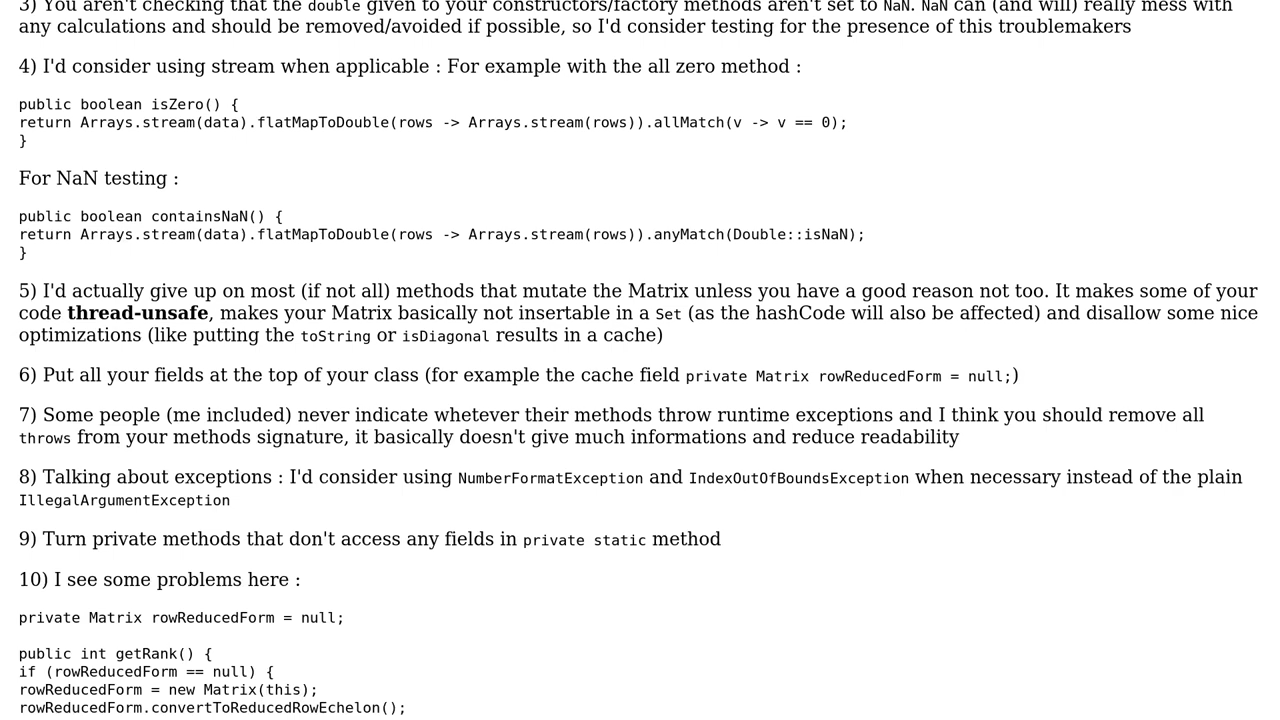 3) You aren't checking that the double given to your constructors/factory methods aren't set to NaN. NaN can (and will) really mess with
any calculations and should be removed/avoided if possible, so I'd consider testing for the presence of this troublemakers
4) I'd consider using stream when applicable : For example with the all zero method :
public boolean isZero() {
return Arrays.stream(data).flatMapToDouble(rows -> Arrays.stream(rows)).allMatch(v -> v == 0);
}
For NaN testing :
public boolean containsNaN() {
return Arrays.stream(data).flatMapToDouble(rows -> Arrays.stream(rows)).anyMatch(Double::isNaN);
}
5) I'd actually give up on most (if not all) methods that mutate the Matrix unless you have a good reason not too. It makes some of your
code thread-unsafe, makes your Matrix basically not insertable in a Set (as the hashCode will also be affected) and disallow some nice
optimizations (like putting the toString or isDiagonal results in a cache)
6) Put all your fields at the top of your class (for example the cache field private Matrix rowReducedForm = null;)
7) Some people (me included) never indicate whetever their methods throw runtime exceptions and I think you should remove all
throws from your methods signature, it basically doesn't give much informations and reduce readability
8) Talking about exceptions : I'd consider using NumberFormatException and IndexOutOfBoundsException when necessary instead of the plain
IllegalArgumentException
9) Turn private methods that don't access any fields in private static method
10) I see some problems here :
private Matrix rowReducedForm = null;
public int getRank() {
if (rowReducedForm == null) {
rowReducedForm = new Matrix(this);
rowReducedForm.convertToReducedRowEchelon();